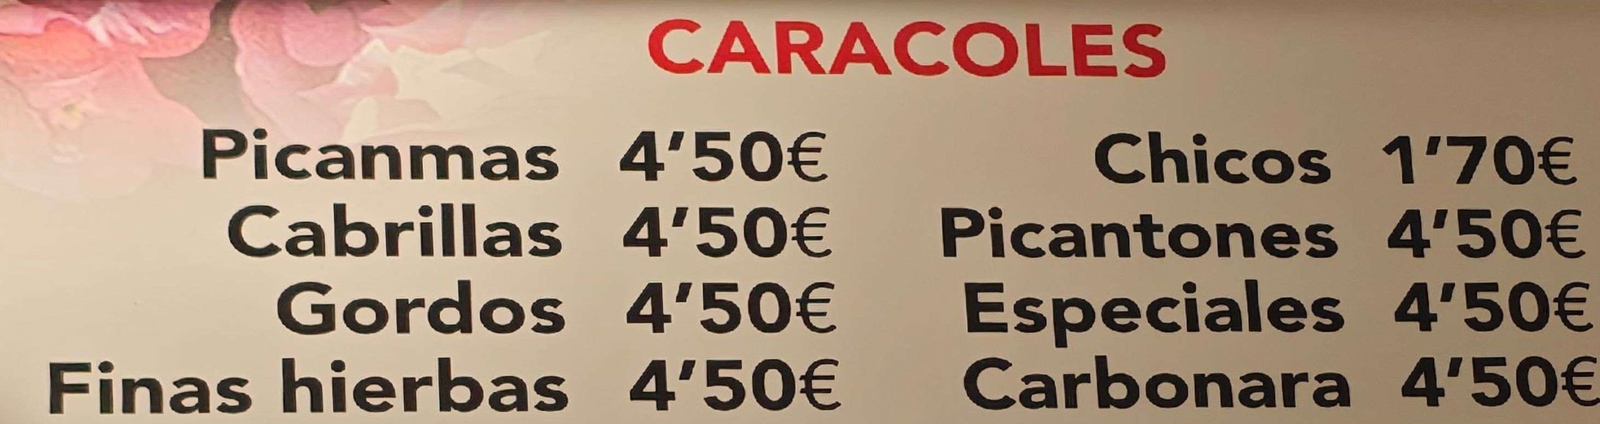 CARACOLES
Picanmas 4'50€
Cabrillas 4'50€
Gordos 4'50€
Finas hierbas 4'50€
Chicos 1'70€
Picantones 4'50€
Especiales 4'50€
Carbonara 4'50€